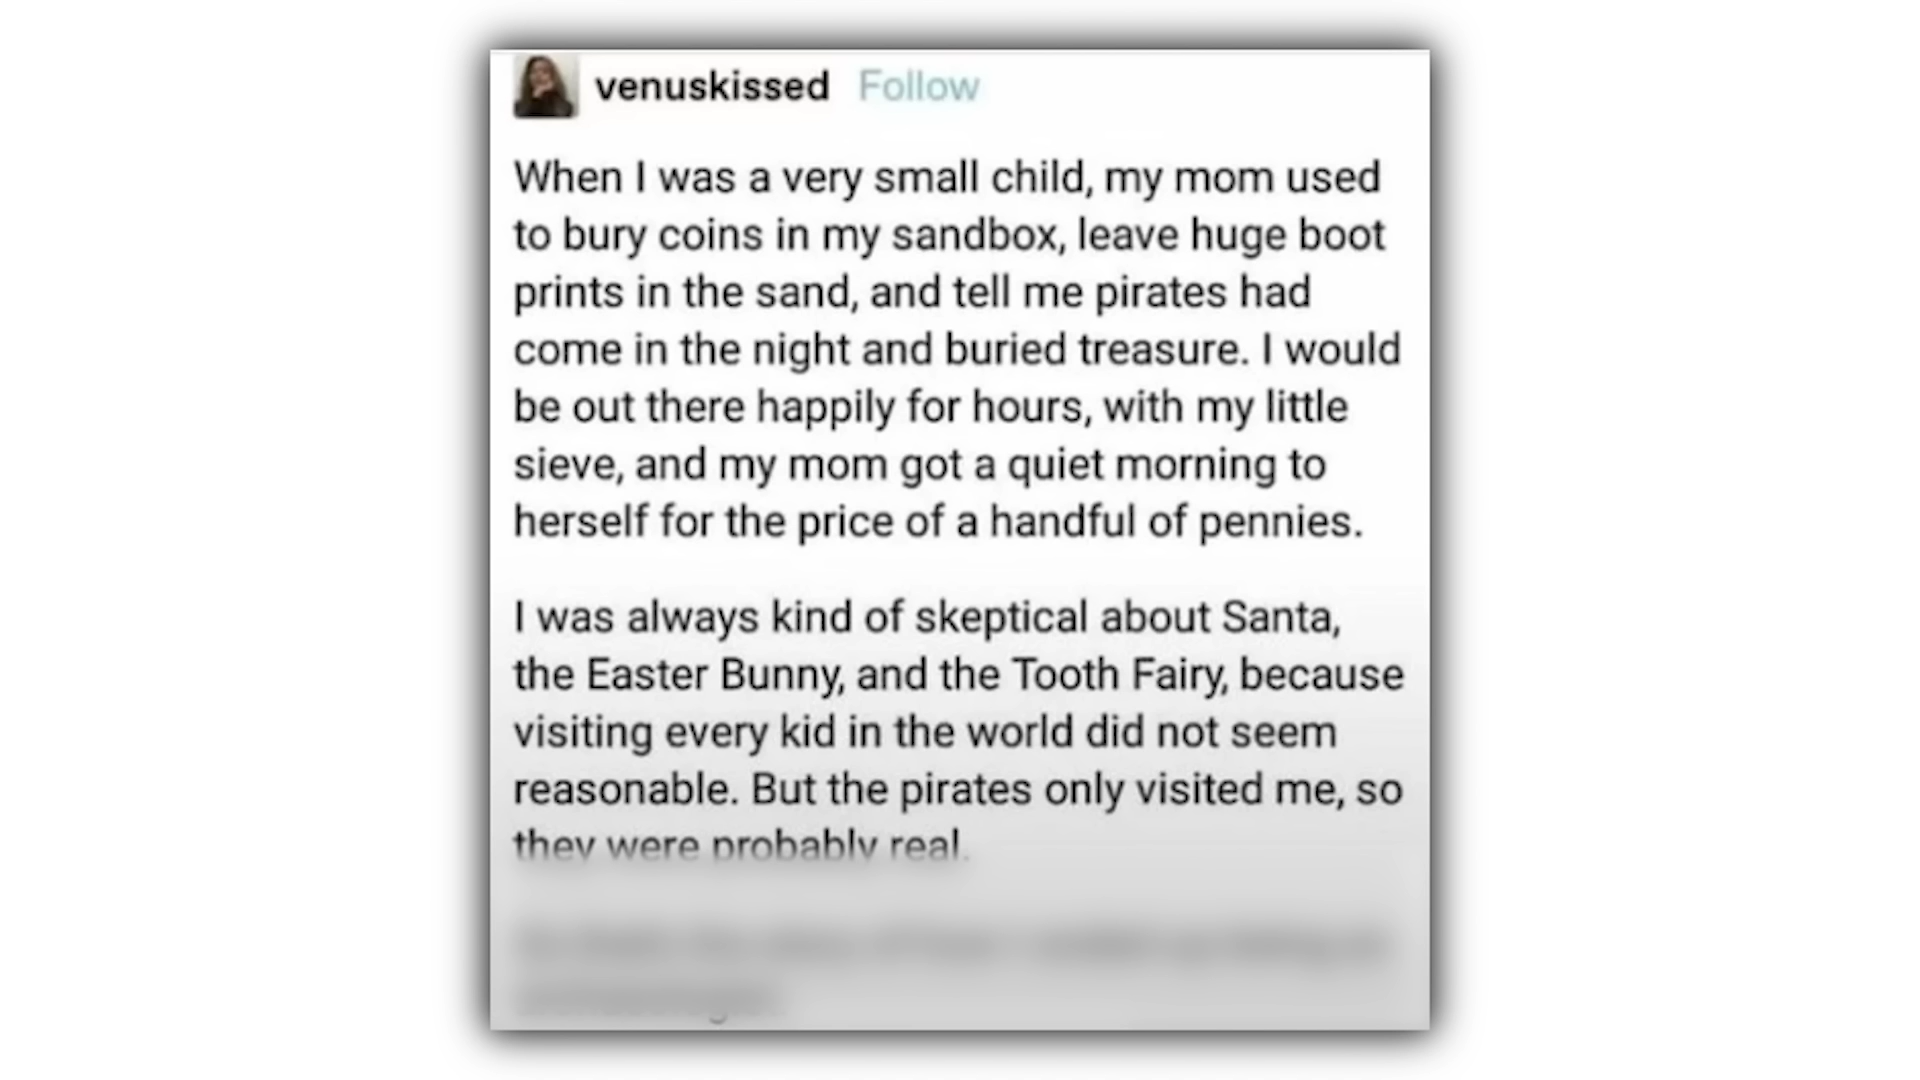 venuskissed Follow
When I was a very small child, my mom used
to bury coins in my sandbox, leave huge boot
prints in the sand, and tell me pirates had
come in the night and buried treasure. I would
be out there happily for hours, with my little
sieve, and my mom got a quiet morning to
herself for the price of a handful of pennies.
I was always kind of skeptical about Santa,
the Easter Bunny, and the Tooth Fairy, because
visiting every kid in the world did not seem
reasonable. But the pirates only visited me, so
they were probably real.